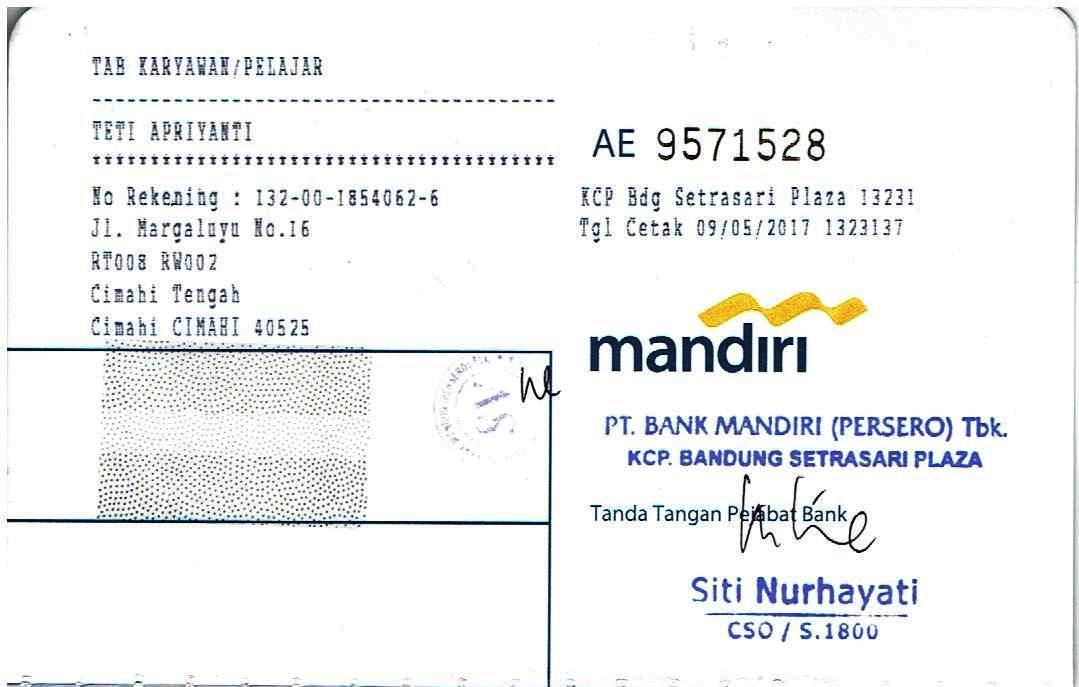 TAB KARYAWAN/PELAJAR
TETI APRIYANTI
No Rekening : 132-00-1854062-6
Jl. Margaluyu No.16
RT008 RW002
Cimahi Tengah
Cimahi CIMAHI 40525
AE 9571528
KCP Bdg Setrasari Plaza 13231
Tgl Cetak 09/05/2017 1323137
mandiri
PT. BANK MANDIRI (PERSERO) Tbk.
KCP. BANDUNG SETRASARI PLAZA
Tanda Tangan Pejabat Bank
Siti Nurhayati
CSO / S.1800